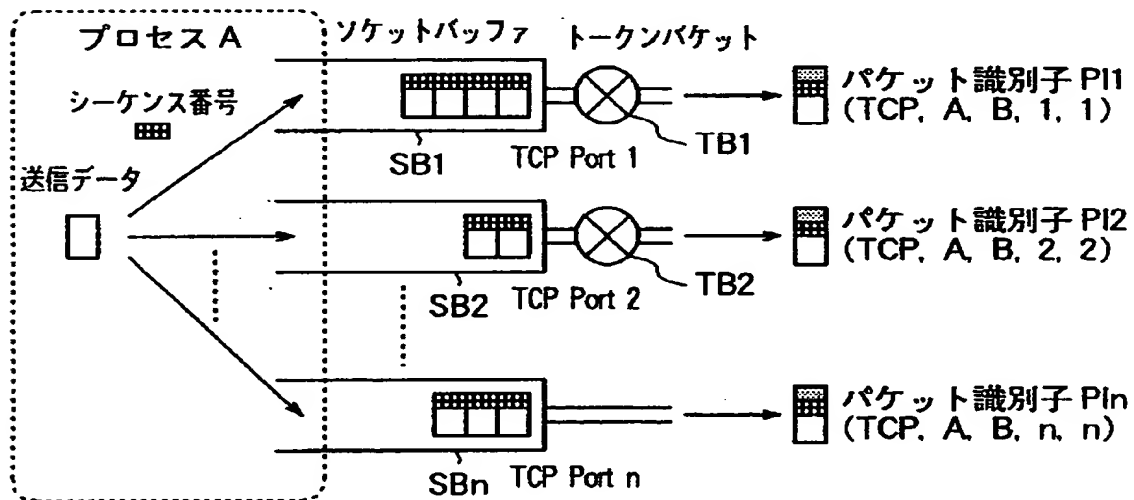 プロセス A
ソケットバッファ
トークンバケット
シーケンス番号
送信データ
SB1
TCP Port 1
TB1
パケット識別子 PI1
(TCP, A, B, 1, 1)
SB2
TCP Port 2
TB2
パケット識別子 PI2
(TCP, A, B, 2, 2)
SBn
TCP Port n
パケット識別子 PIn
(TCP, A, B, n, n)